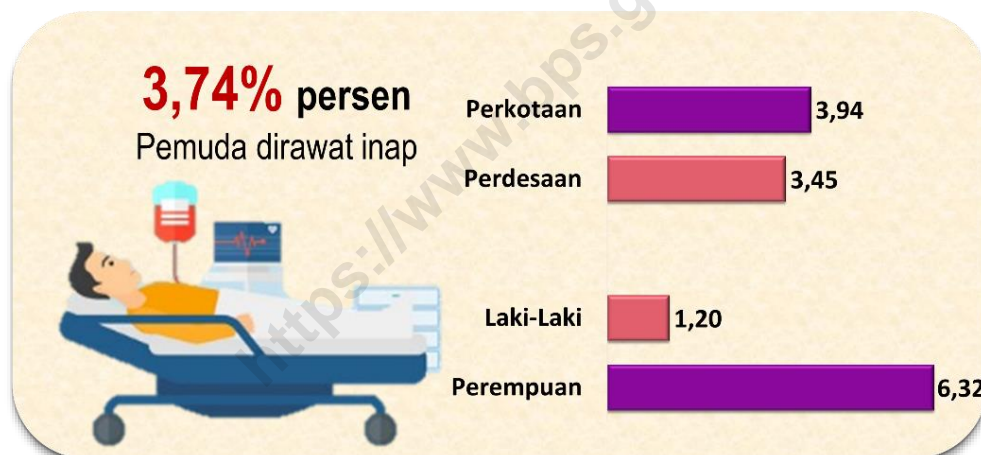 3,74% persen
Pemuda dirawat inap
Perkotaan 3,94
Perdesaan 3,45
Laki-Laki 1,20
Perempuan 6,32
https://www.bps.g